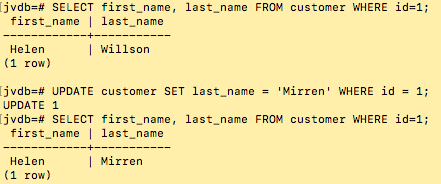 [jvdb=# SELECT first_name, last_name FROM customer WHERE id=1;
 first_name | last_name
------------+-----------
 Helen      | Willson
(1 row)

[jvdb=# UPDATE customer SET last_name = 'Mirren' WHERE id = 1;
UPDATE 1
[jvdb=# SELECT first_name, last_name FROM customer WHERE id=1;
 first_name | last_name
------------+-----------
 Helen      | Mirren
(1 row)